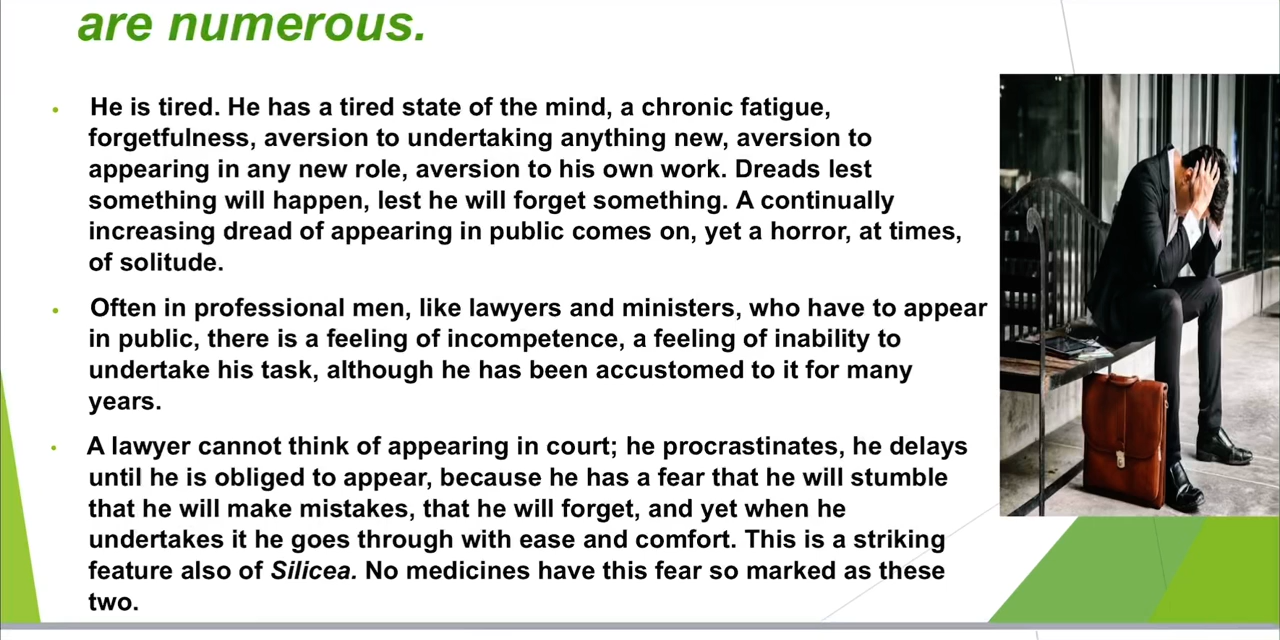 are numerous.
He is tired. He has a tired state of the mind, a chronic fatigue,
forgetfulness, aversion to undertaking anything new, aversion to
appearing in any new role, aversion to his own work. Dreads lest
something will happen, lest he will forget something. A continually
increasing dread of appearing in public comes on, yet a horror, at times,
of solitude.
Often in professional men, like lawyers and ministers, who have to appear
in public, there is a feeling of incompetence, a feeling of inability to
undertake his task, although he has been accustomed to it for many
years.
A lawyer cannot think of appearing in court; he procrastinates, he delays
until he is obliged to appear, because he has a fear that he will stumble
that he will make mistakes, that he will forget, and yet when he
undertakes it he goes through with ease and comfort. This is a striking
feature also of Silicea. No medicines have this fear so marked as these
two.